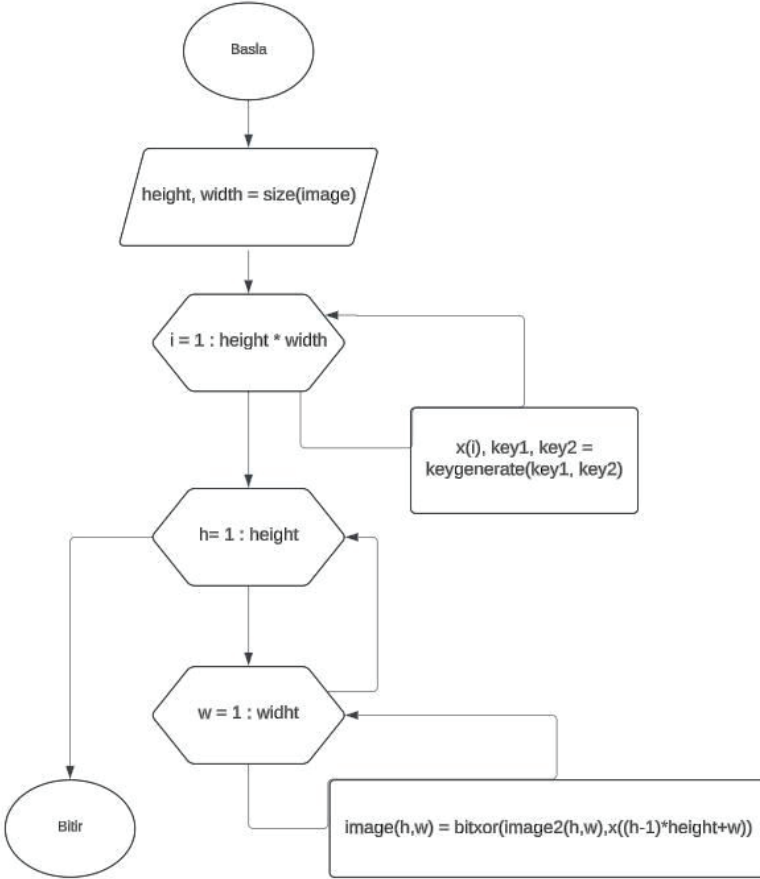 Basla
height, width = size(image)
i = 1 : height * width
x(i), key1, key2 =
keygenerate(key1, key2)
h= 1 : height
w = 1 : widht
Bitir
image(h,w) = bitxor(image2(h,w),x((h-1)*height+w))